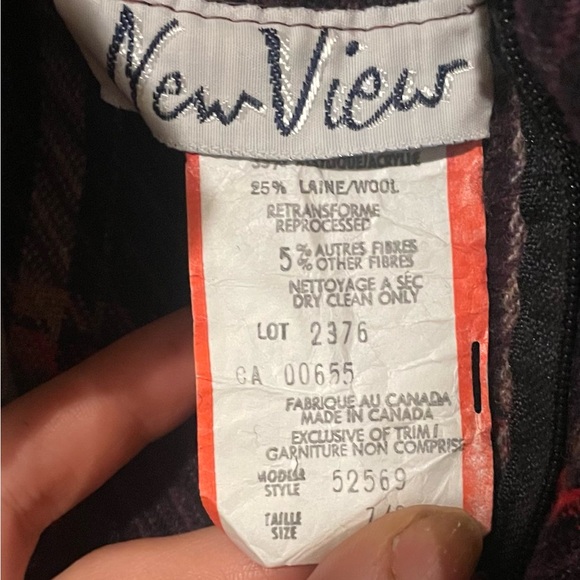 New View
25% LAINE/WOOL
RETRANSFORME
REPROCESSED
5 % AUTRES FIBRES
% OTHER FIBRES
NETTOYAGE A SEC
DRY CLEAN ONLY
LOT 2376
CA 00655
FABRIQUE AU CANADA
MADE IN CANADA
EXCLUSIVE OF TRIM
GARNITURE NON COMPRISE
MODELE
STYLE 52569
TAILLE
SIZE